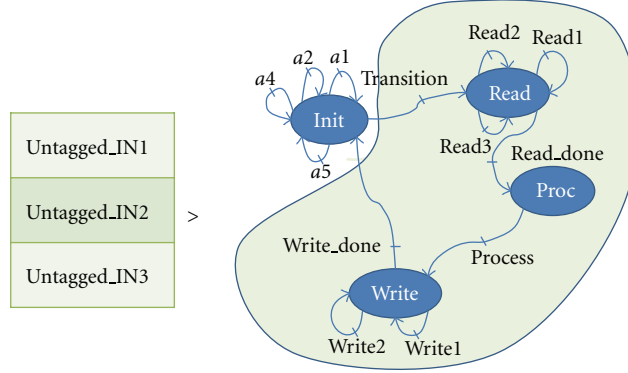 Read2
Read1
a2
a1
a4
Transition
Read
Init
Untagged_IN1
Read3
Read_done
a5
Proc
Untagged_IN2
>
Write_done
Process
Untagged_IN3
Write
Write2
Write1